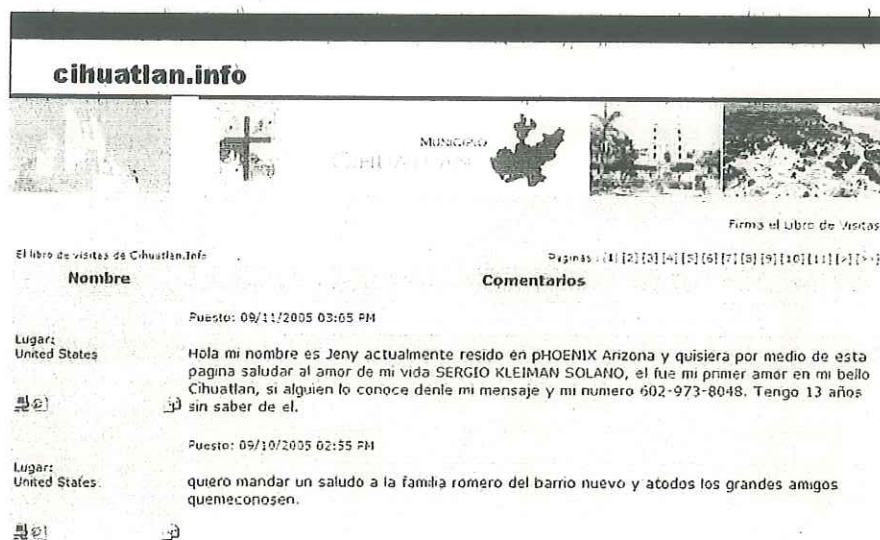 cihuatlan.info
MUNICIPIO
CIHUATLAN
Firma el Libro de Visitas
El libro de visitas de Cihuatlan.Info
Paginas : [1] [2] [3] [4] [5] [6] [7] [8] [9] [10] [11] [>] [>>]
Nombre Comentarios
Puesto: 09/11/2005 03:05 PM
Lugar:
United States
Hola mi nombre es Jeny actualmente resido en pHOENIX Arizona y quisiera por medio de esta
pagina saludar al amor de mi vida SERGIO KLEIMAN SOLANO, el fue mi primer amor en mi bello
Cihuatlan, si alguien lo conoce denle mi mensaje y mi numero 602-973-8048. Tengo 13 años
sin saber de el.
Puesto: 09/10/2005 02:55 PM
Lugar:
United States
quiero mandar un saludo a la familia romero del barrio nuevo y atodos los grandes amigos
quemeconosen.